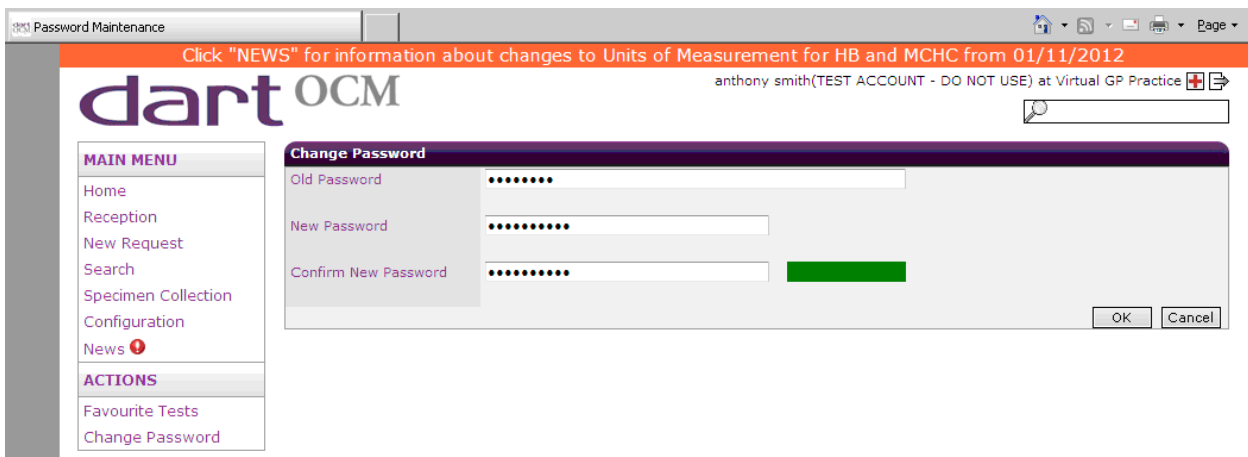 Password Maintenance
Page
Click "NEWS" for information about changes to Units of Measurement for HB and MCHC from 01/11/2012
dart OCM
anthony smith(TEST ACCOUNT - DO NOT USE) at Virtual GP Practice
MAIN MENU
Home
Reception
New Request
Search
Specimen Collection
Configuration
News
ACTIONS
Favourite Tests
Change Password
Change Password
Old Password ••••••••
New Password ••••••••••
Confirm New Password ••••••••••
OK Cancel